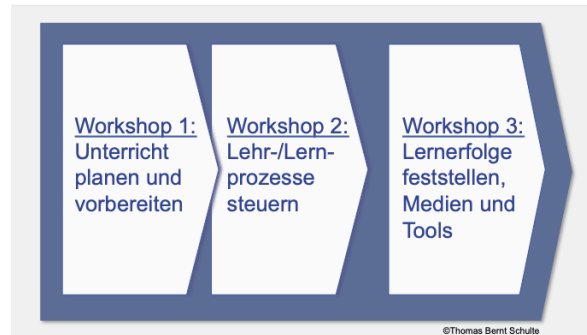 Workshop 1:
Unterricht
planen und
vorbereiten
Workshop 2:
Lehr-/Lern-
prozesse
steuern
Workshop 3:
Lernerfolge
feststellen,
Medien und
Tools
©Thomas Bernt Schulte